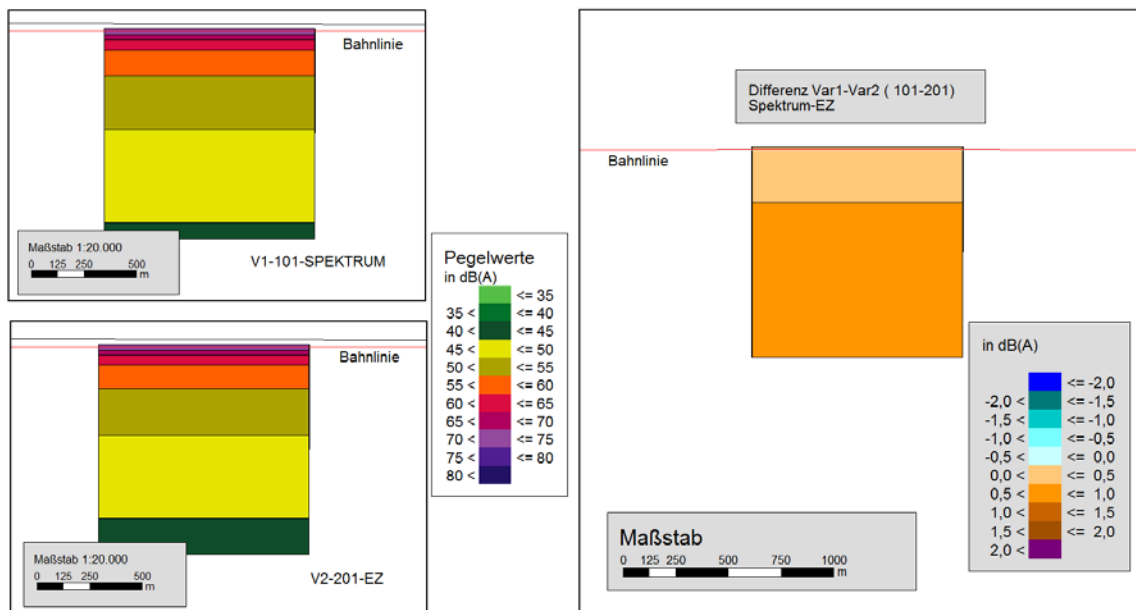 Bahnlinie
Maßstab 1:20.000
0 125 250 500
m
V1-101-SPEKTRUM
Bahnlinie
Maßstab 1:20.000
0 125 250 500
m
V2-201-EZ
Pegelwerte
in dB(A)
<= 35
35 < <= 40
40 < <= 45
45 < <= 50
50 < <= 55
55 < <= 60
60 < <= 65
65 < <= 70
70 < <= 75
75 < <= 80
80 <
Differenz Var1-Var2 ( 101-201)
Spektrum-EZ
Bahnlinie
in dB(A)
<= -2,0
-2,0 < <= -1,5
-1,5 < <= -1,0
-1,0 < <= -0,5
-0,5 < <= 0,0
0,0 < <= 0,5
0,5 < <= 1,0
1,0 < <= 1,5
1,5 < <= 2,0
2,0 <
Maßstab
0 125 250 500 750 1000
m